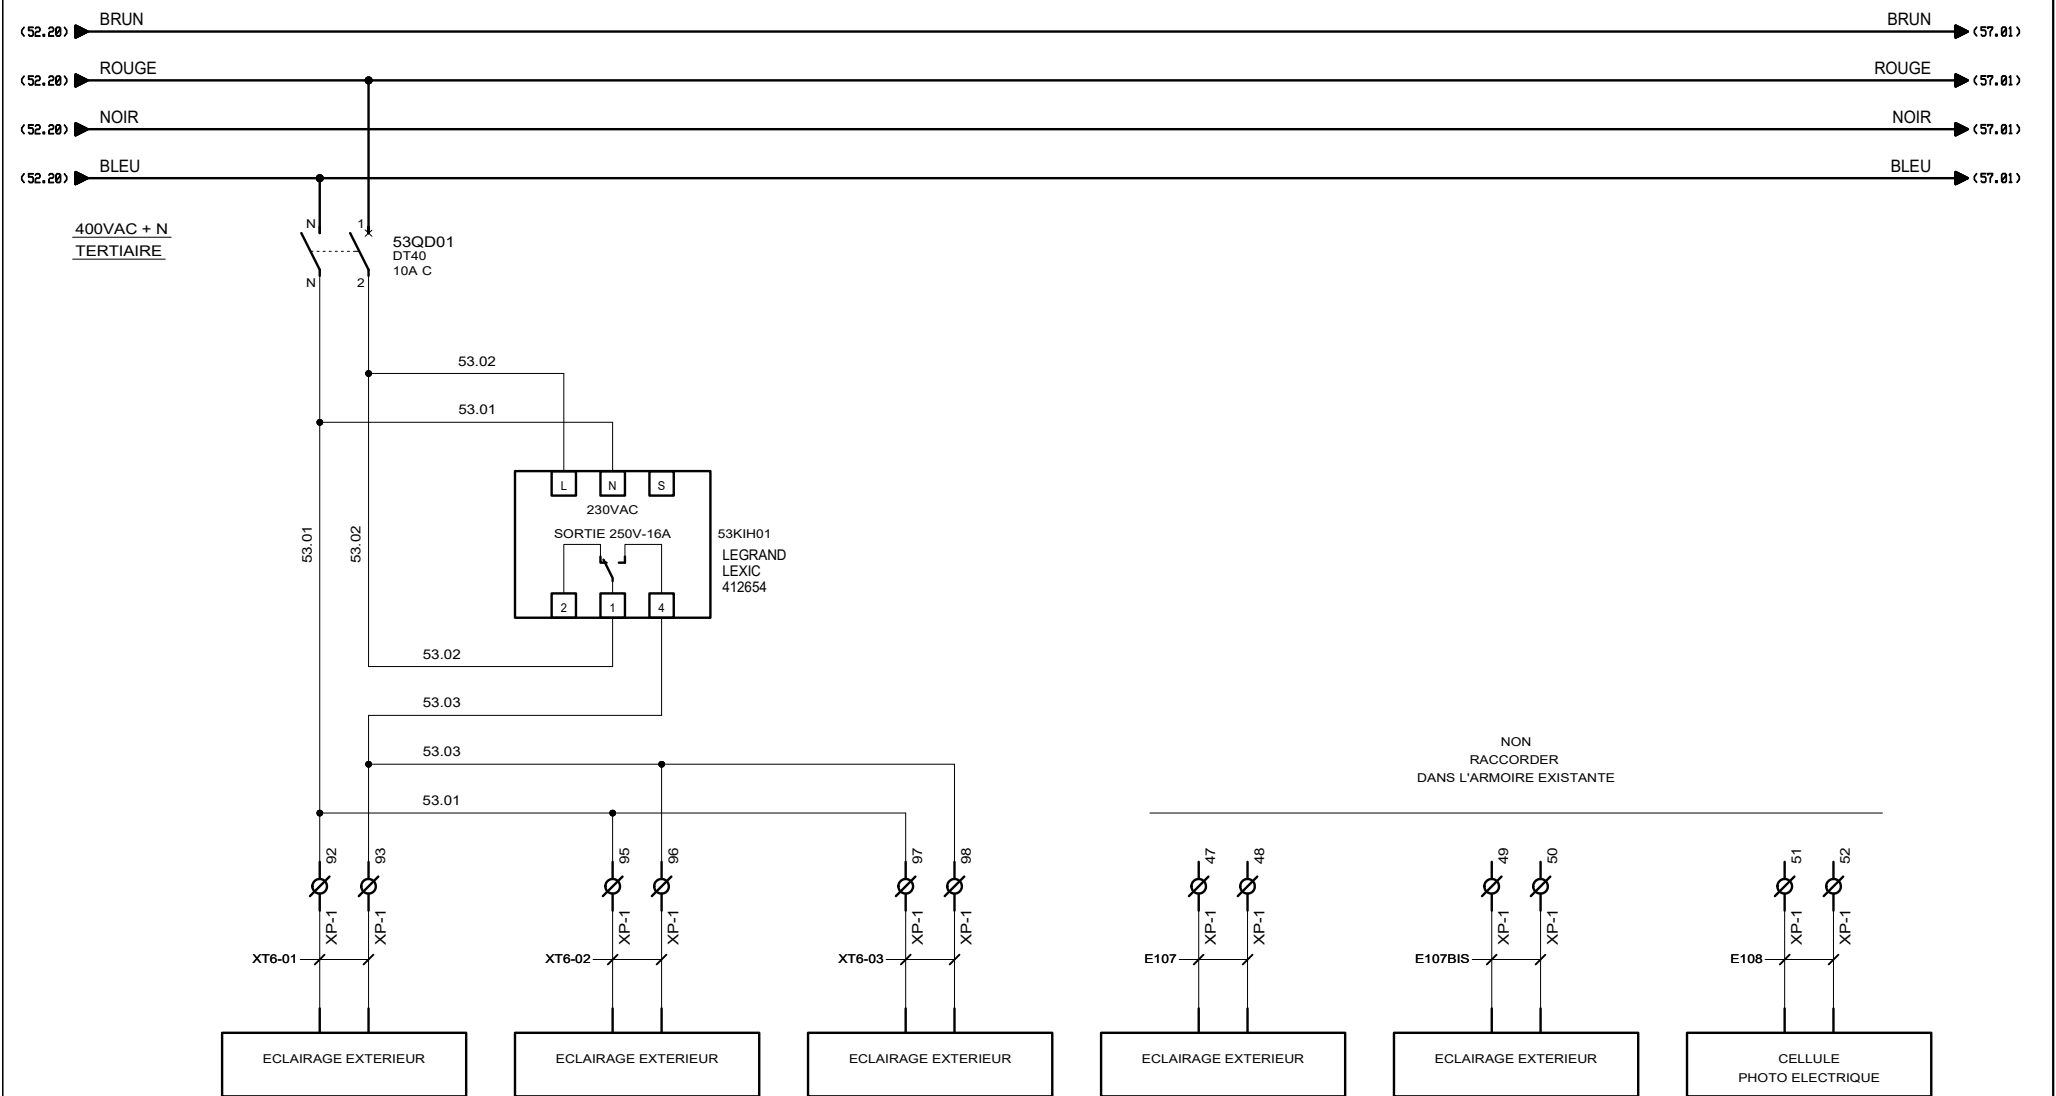 BRUN BRUN
(52.20) (57.01)
ROUGE ROUGE
(52.20) (57.01)
NOIR NOIR
(52.20) (57.01)
BLEU BLEU
(52.20) (57.01)
400VAC + N
TERTIAIRE
N 1
53QD01
DT40
10A C
N 2
53.02
53.01
L N S
230VAC
SORTIE 250V-16A
53KIH01
LEGRAND
LEXIC
412654
2 1 4
53.01
53.02
53.02
53.03
53.03
53.01
NON
RACCORDER
DANS L'ARMOIRE EXISTANTE
92 93 95 96 97 98 47 48 49 50 51 52
XP-1 XP-1 XP-1 XP-1 XP-1 XP-1 XP-1 XP-1 XP-1 XP-1 XP-1 XP-1
XT6-01 XT6-02 XT6-03 E107 E107BIS E108
ECLAIRAGE EXTERIEUR
ECLAIRAGE EXTERIEUR
ECLAIRAGE EXTERIEUR
ECLAIRAGE EXTERIEUR
ECLAIRAGE EXTERIEUR
CELLULE
PHOTO ELECTRIQUE